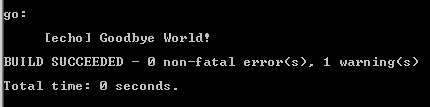 go:
[echo] Goodbye World!
BUILD SUCCEEDED - 0 non-fatal error(s), 1 warning(s)
Total time: 0 seconds.